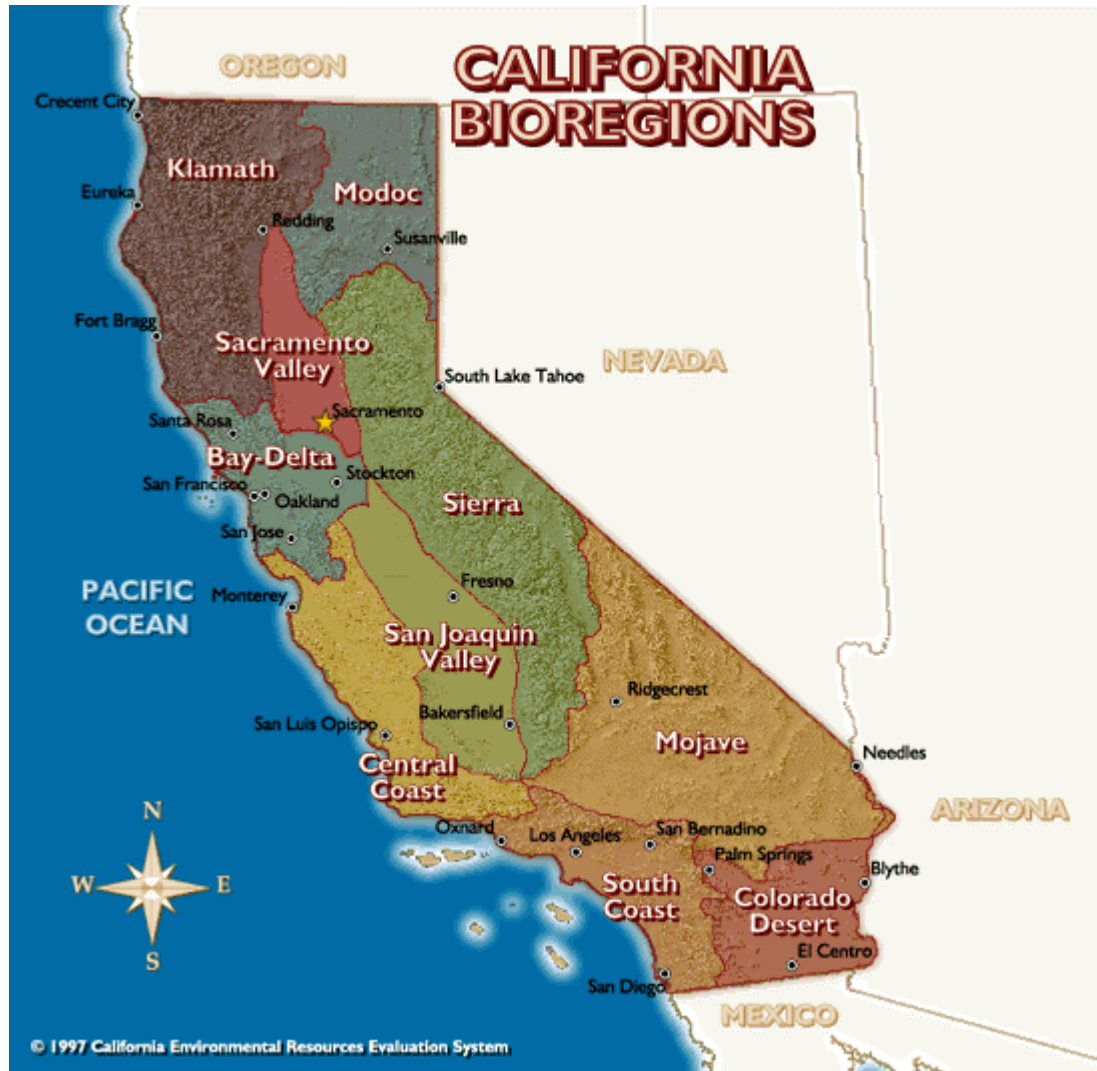 OREGON
CALIFORNIA
BIOREGIONS
Crecent City
Klamath
Modoc
Eureka
Redding
Susanville
Fort Bragg
Sacramento
Valley
NEVADA
South Lake Tahoe
Sacramento
Santa Rosa
Bay-Delta
Stockton
San Francisco
Oakland
Sierra
San Jose
PACIFIC
OCEAN
Monterey
Fresno
San Joaquin
Valley
Ridgecrest
Bakersfield
San Luis Opispo
Mojave
Needles
Central
Coast
ARIZONA
Oxnard
Los Angeles
San Bernadino
Palm Springs
Blythe
South
Coast
Colorado
Desert
El Centro
San Diego
MEXICO
N
W
E
S
© 1997 California Environmental Resources Evaluation System